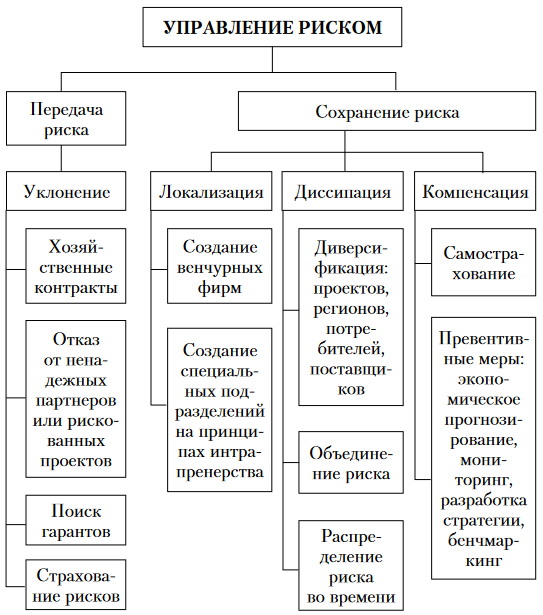 УПРАВЛЕНИЕ РИСКОМ
Передача
риска
Сохранение риска
Уклонение
Локализация
Диссипация
Компенсация
Хозяй-
ственные
контракты
Отказ
от нена-
дежных
партнеров
или риско-
ванных
проектов
Поиск
гарантов
Страхова-
ние рисков
Создание
венчурных
фирм
Создание
специаль-
ных под-
разделений
на принци-
пах интра-
пренерства
Диверси-
фикация:
проектов,
регионов,
потре-
бителей,
поставщи-
ков
Объедине-
ние риска
Распре-
деление
риска
во времени
Самостра-
хование
Превентив-
ные меры:
эконо-
мическое
прогнози-
рование,
мони-
торинг,
разработка
стратегии,
бенчмар-
кинг